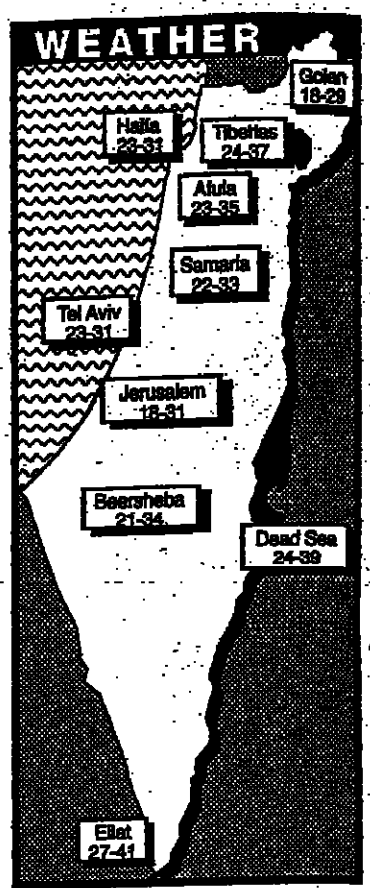 WEATHER
Golan
18-29
Haifa
23-31
Tiberias
24-37
Afula
23-35
Samaria
22-33
Tel Aviv
23-31
Jerusalem
18-31
Beersheba
21-34
Dead Sea
24-39
Eilat
27-41